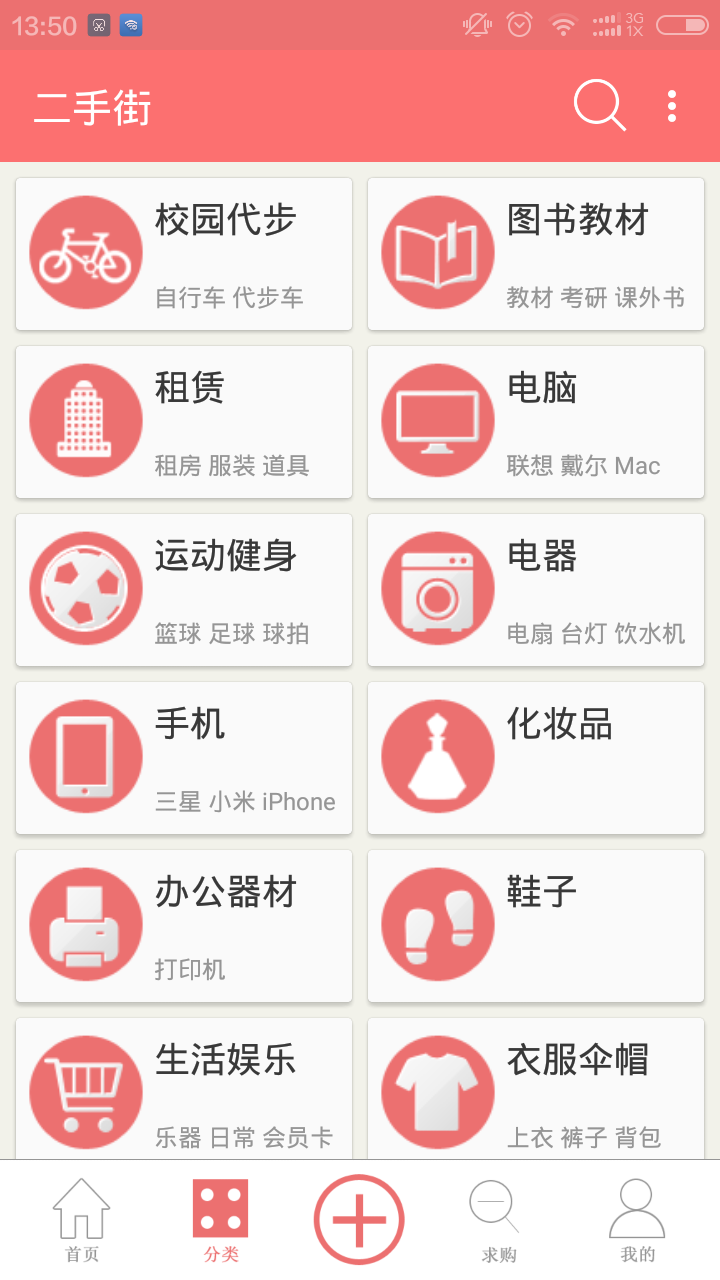 13:50
3G
1X
二手街
校园代步
自行车 代步车
图书教材
教材 考研 课外书
租赁
租房 服装 道具
电脑
联想 戴尔 Mac
运动健身
篮球 足球 球拍
电器
电扇 台灯 饮水机
手机
三星 小米 iPhone
化妆品
办公器材
打印机
鞋子
生活娱乐
乐器 日常 会员卡
衣服伞帽
上衣 裤子 背包
首页
分类
求购
我的